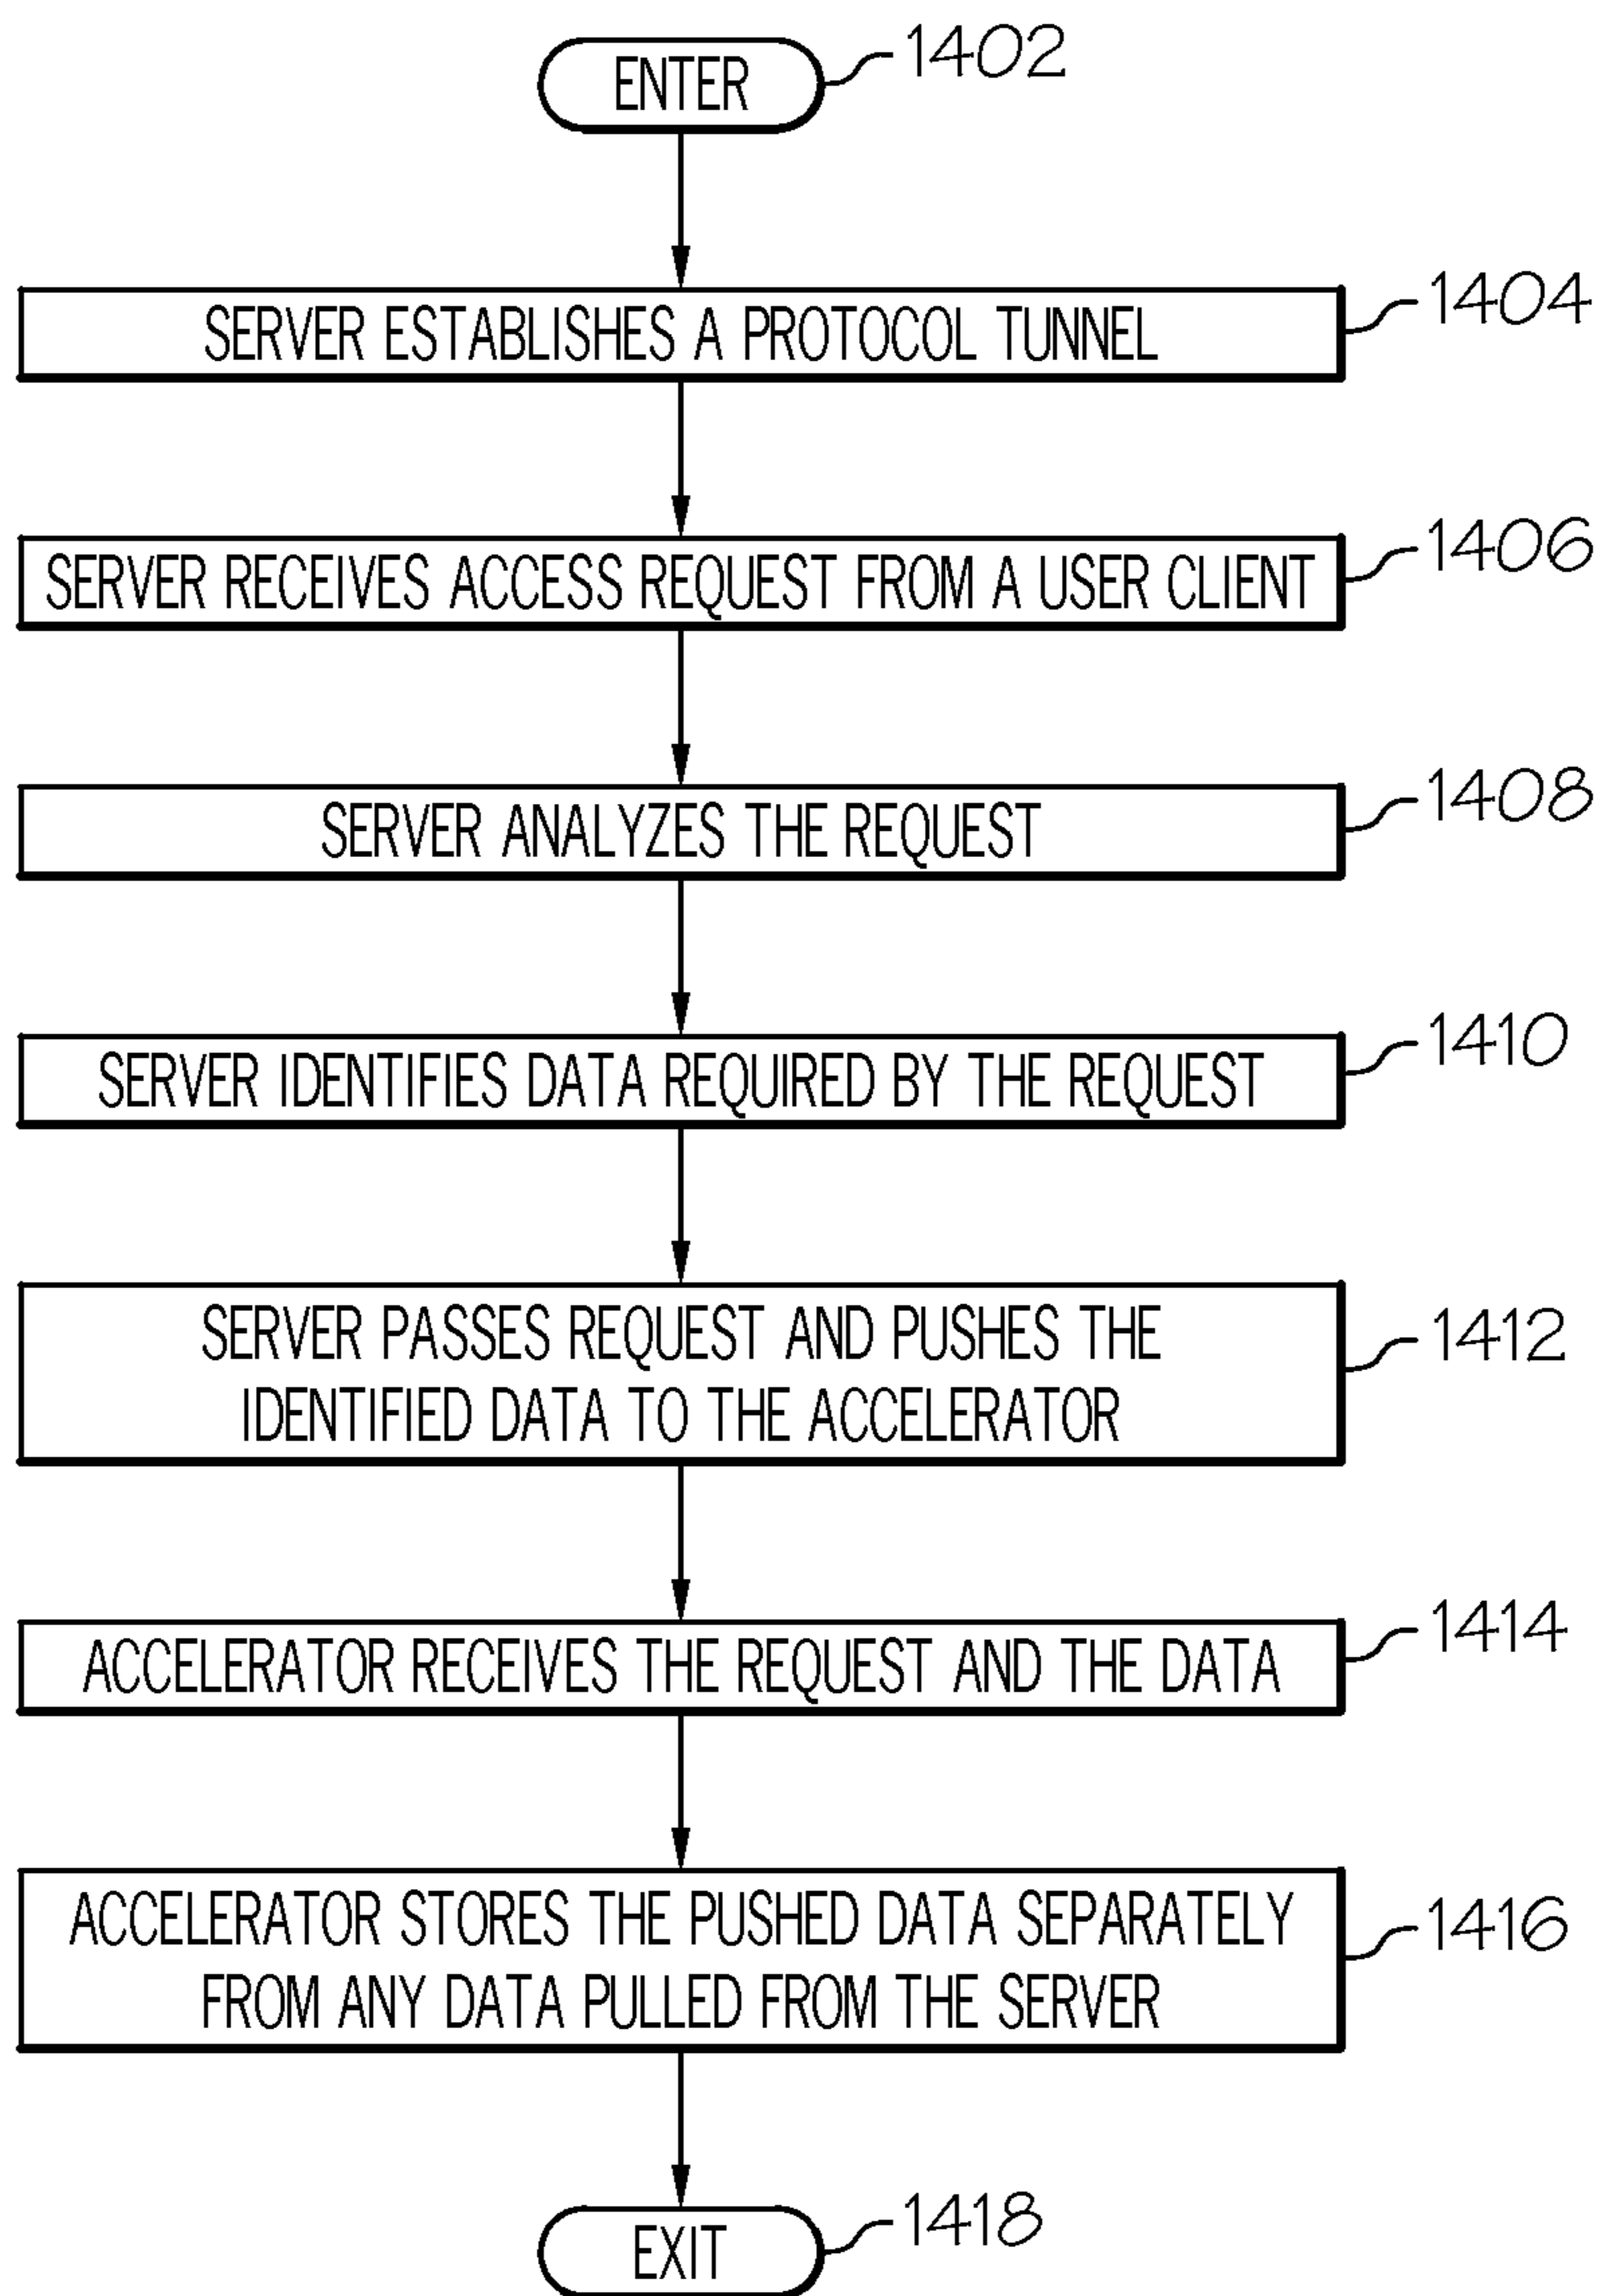 ENTER
1402
SERVER ESTABLISHES A PROTOCOL TUNNEL
1404
SERVER RECEIVES ACCESS REQUEST FROM A USER CLIENT
1406
SERVER ANALYZES THE REQUEST
1408
SERVER IDENTIFIES DATA REQUIRED BY THE REQUEST
1410
SERVER PASSES REQUEST AND PUSHES THE
IDENTIFIED DATA TO THE ACCELERATOR
1412
ACCELERATOR RECEIVES THE REQUEST AND THE DATA
1414
ACCELERATOR STORES THE PUSHED DATA SEPARATELY
FROM ANY DATA PULLED FROM THE SERVER
1416
EXIT
1418